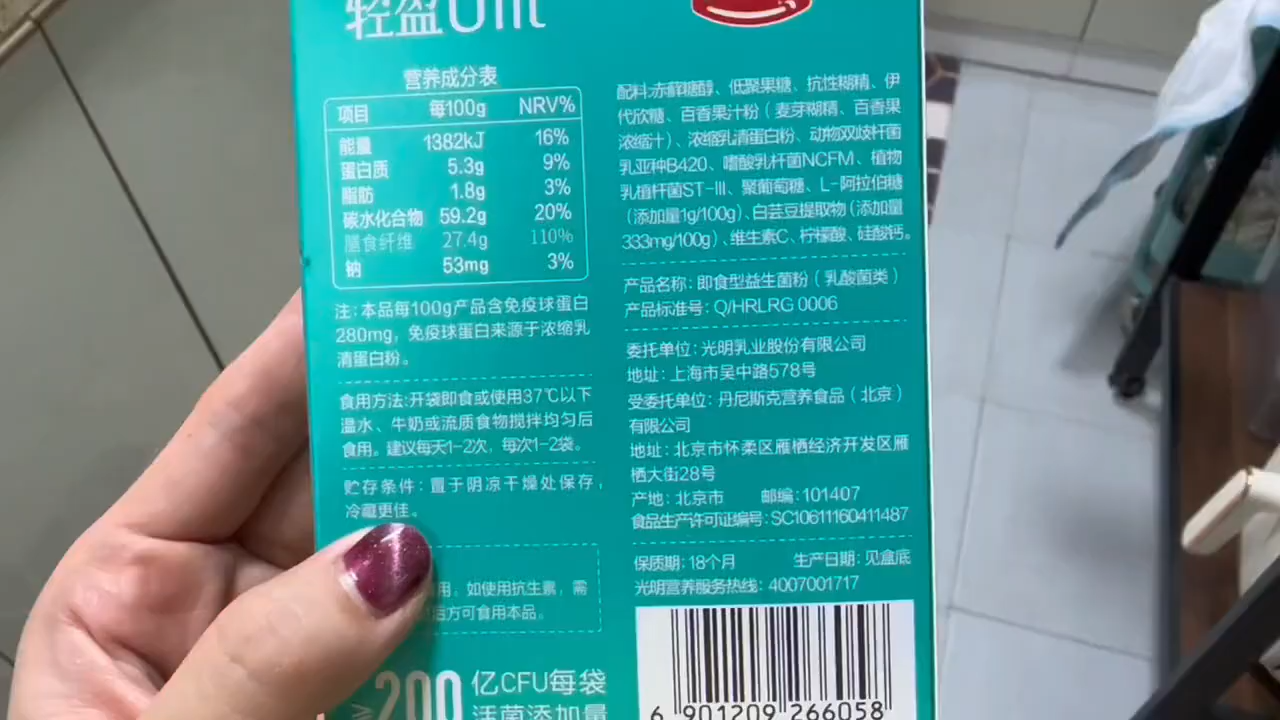 轻盈Unit
营养成分表
项目 每100g NRV%
能量 1382kJ 16%
蛋白质 5.3g 9%
脂肪 1.8g 3%
碳水化合物 59.2g 20%
膳食纤维 27.4g 110%
钠 53mg 3%
注:本品每100g产品含免疫球蛋白
280mg,免疫球蛋白来源于浓缩乳
清蛋白粉。
食用方法:开袋即食或使用37℃以下
温水、牛奶或流质食物搅拌均匀后
食用。建议每天1-2次,每次1-2袋。
贮存条件:置于阴凉干燥处保存,
冷藏更佳。
用,如使用抗生素,需
后方可食用本品。
≥200亿CFU每袋
活菌添加量
配料:赤藓糖醇、低聚果糖、抗性糊精、伊
代欣糖、百香果汁粉(麦芽糊精、百香果
浓缩汁)、浓缩乳清蛋白粉、动物双歧杆菌
乳亚种B420、嗜酸乳杆菌NCFM、植物
乳植杆菌ST-III、聚葡萄糖、L-阿拉伯糖
(添加量1g/100g)、白芸豆提取物(添加量
333mg/100g)、维生素C、柠檬酸、硅酸钙。
产品名称:即食型益生菌粉(乳酸菌类)
产品标准号:Q/HRLRG 0006
委托单位:光明乳业股份有限公司
地址:上海市吴中路578号
受委托单位:丹尼斯克营养食品(北京)
有限公司
地址:北京市怀柔区雁栖经济开发区雁
栖大街28号
产地:北京市 邮编:101407
食品生产许可证编号:SC10611160411487
保质期:18个月 生产日期:见盒底
光明营养服务热线:4007001717
6 901209 266058